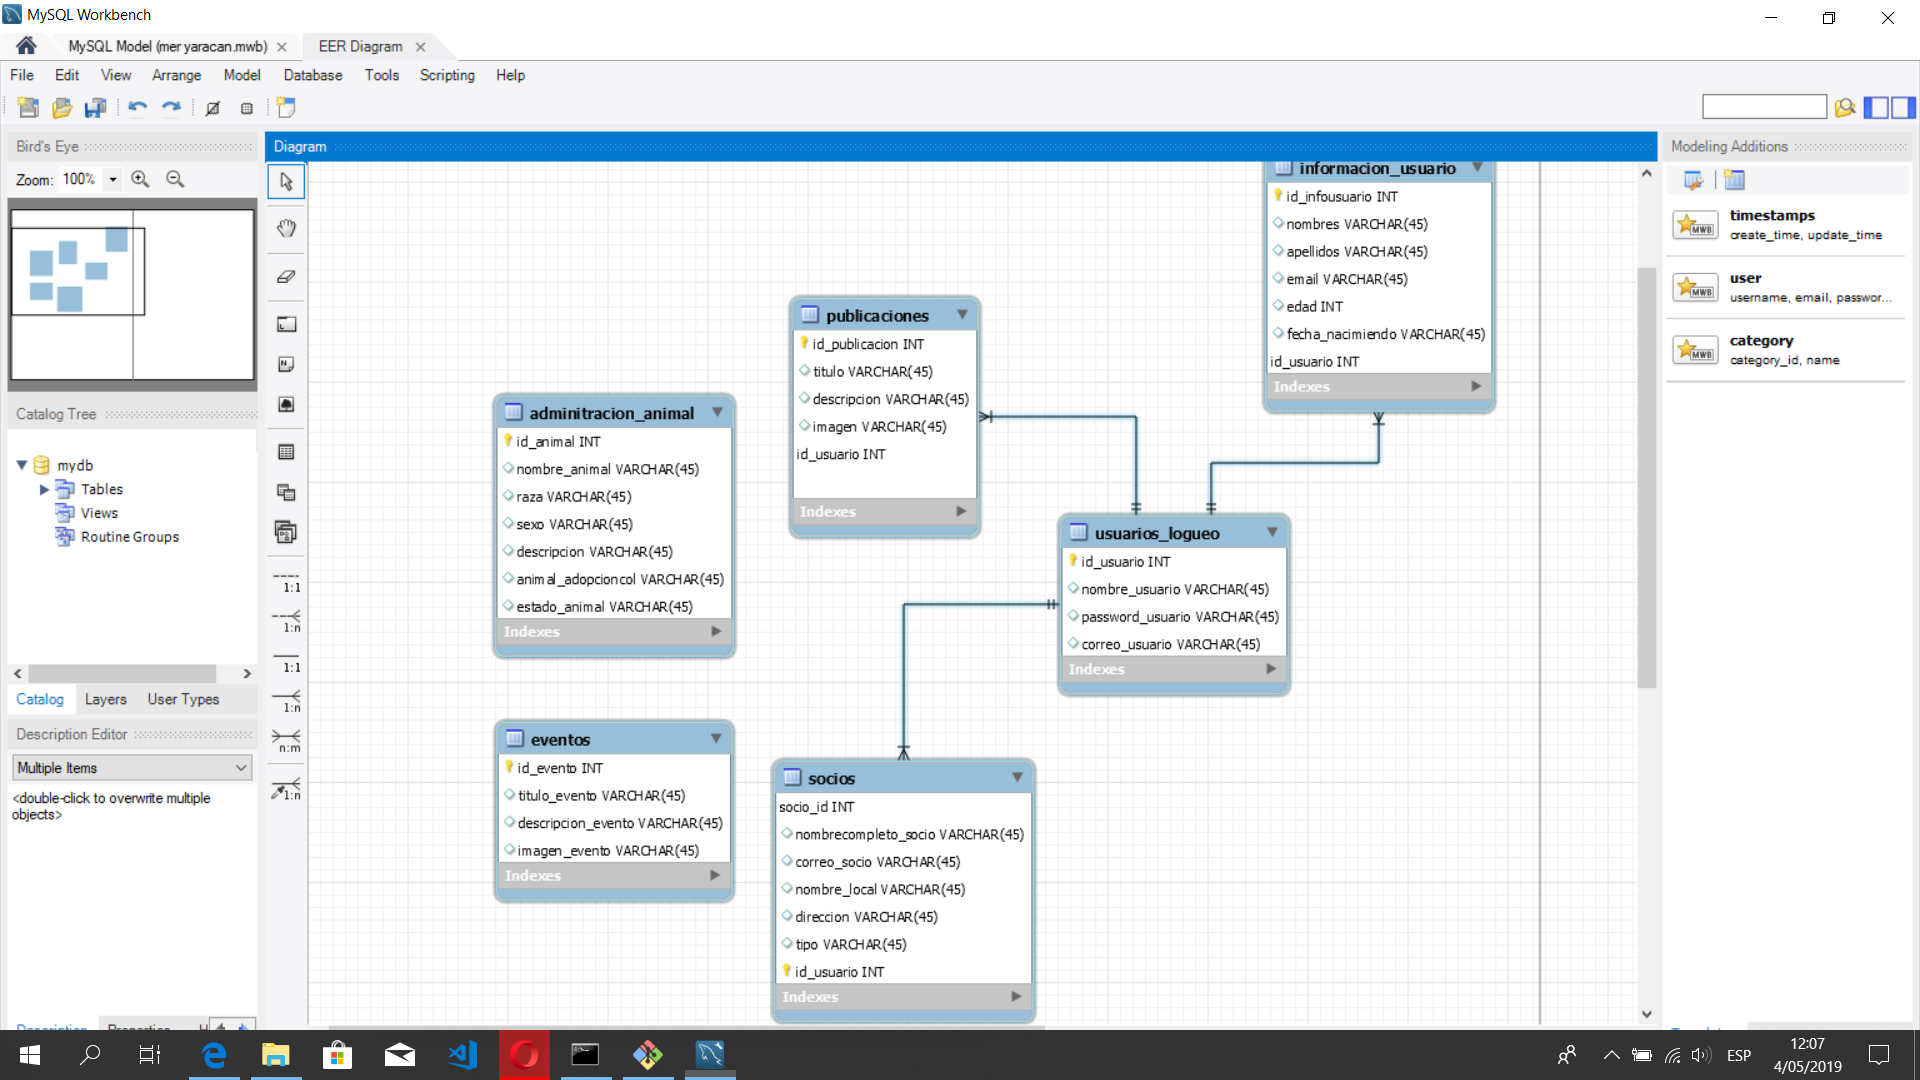 MySQL Workbench
MySQL Model (mer yaracan.mwb)
EER Diagram
File Edit View Arrange Model Database Tools Scripting Help
Bird's Eye
Zoom: 100%
Catalog Tree
mydb
Tables
Views
Routine Groups
Catalog Layers User Types
Description Editor
Multiple Items
<double-click to overwrite multiple
objects>
Description Properties H
1:1
1:n
1:1
1:n
n:m
1:n
Diagram
informacion_usuario
id_infousuario INT
nombres VARCHAR(45)
apellidos VARCHAR(45)
email VARCHAR(45)
edad INT
fecha_nacimiendo VARCHAR(45)
id_usuario INT
Indexes
publicaciones
id_publicacion INT
titulo VARCHAR(45)
descripcion VARCHAR(45)
imagen VARCHAR(45)
id_usuario INT
Indexes
adminitracion_animal
id_animal INT
nombre_animal VARCHAR(45)
raza VARCHAR(45)
sexo VARCHAR(45)
descripcion VARCHAR(45)
animal_adopcioncol VARCHAR(45)
estado_animal VARCHAR(45)
Indexes
usuarios_logueo
id_usuario INT
nombre_usuario VARCHAR(45)
password_usuario VARCHAR(45)
correo_usuario VARCHAR(45)
Indexes
eventos
id_evento INT
titulo_evento VARCHAR(45)
descripcion_evento VARCHAR(45)
imagen_evento VARCHAR(45)
Indexes
socios
socio_id INT
nombrecompleto_socio VARCHAR(45)
correo_socio VARCHAR(45)
nombre_local VARCHAR(45)
direccion VARCHAR(45)
tipo VARCHAR(45)
id_usuario INT
Indexes
Modeling Additions
MWB
timestamps
create_time, update_time
MWB
user
username, email, passwor...
MWB
category
category_id, name
ESP
12:07
4/05/2019